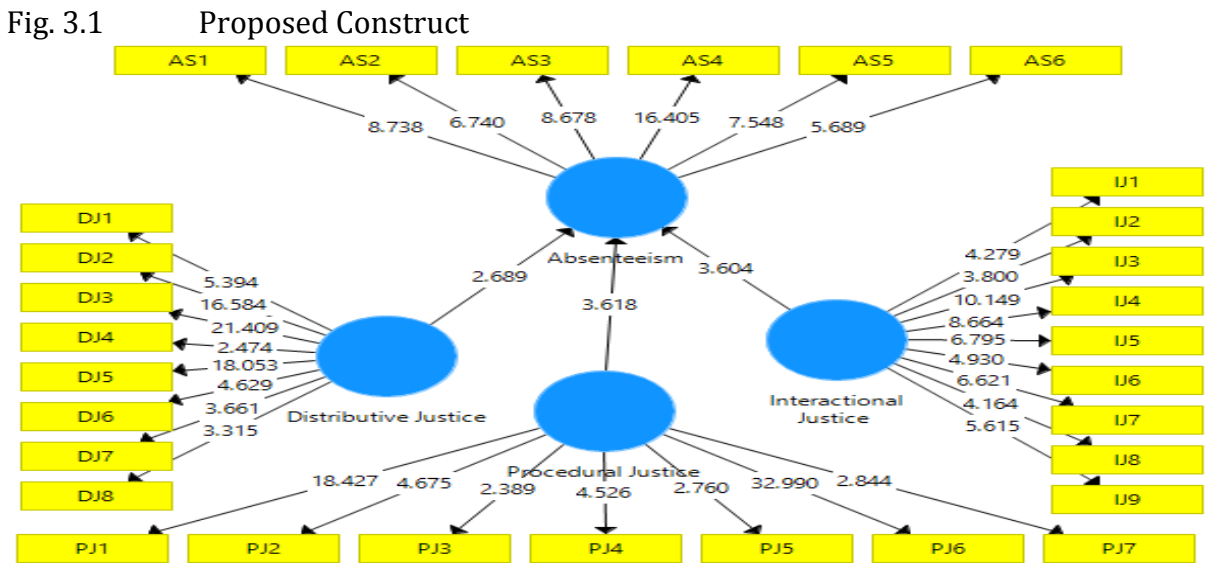 Fig. 3.1 Proposed Construct
AS1 AS2 AS3 AS4 AS5 AS6
8.738 6.740 8.678 16.405 7.548 5.689
Absenteeism
2.689 3.618 3.604
DJ1
DJ2
DJ3
DJ4
DJ5
DJ6
DJ7
DJ8
5.394
16.584
21.409
2.474
18.053
4.629
3.661
3.315
Distributive Justice
IJ1
IJ2
IJ3
IJ4
IJ5
IJ6
IJ7
IJ8
IJ9
4.279
3.800
10.149
8.664
6.795
4.930
6.621
4.164
5.615
Interactional
Justice
Procedural Justice
18.427 4.675 2.389 4.526 2.760 32.990 2.844
PJ1 PJ2 PJ3 PJ4 PJ5 PJ6 PJ7